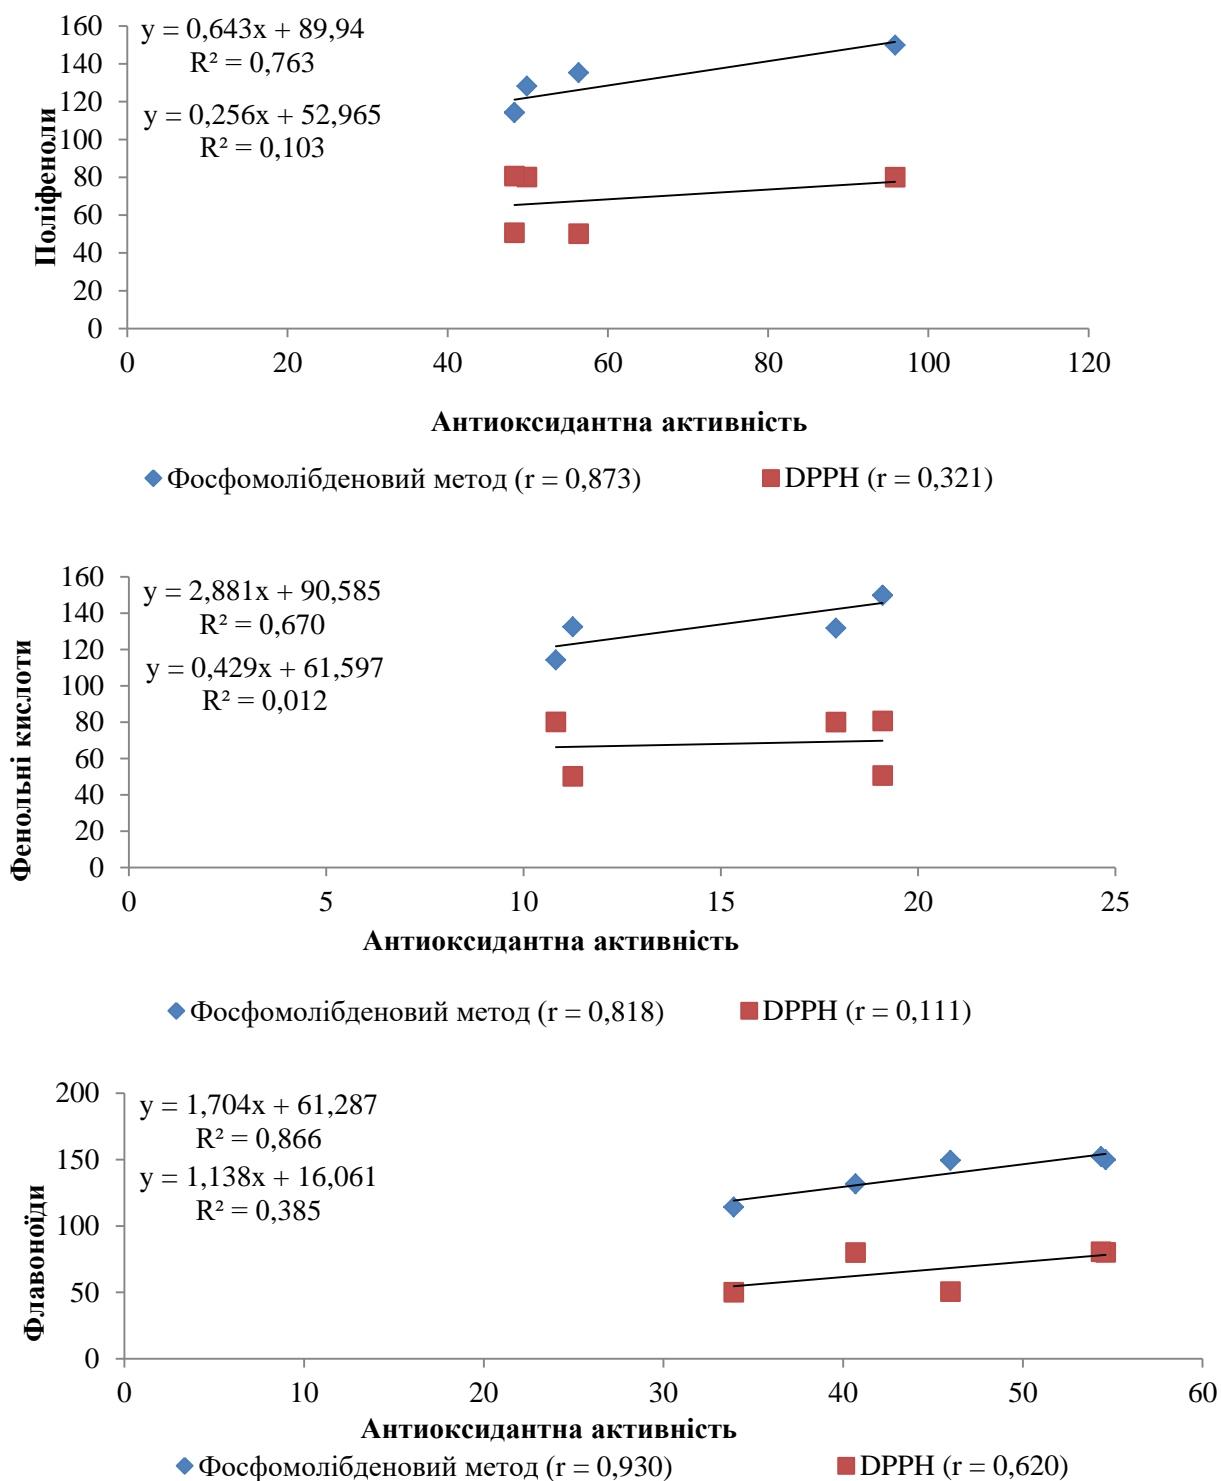 160
y = 0,643x + 89,94
R² = 0,763
140
120
y = 0,256x + 52,965
R² = 0,103
100
80
60
40
20
0
Поліфеноли
0 20 40 60 80 100 120
Антиоксидантна активність
Фосфомолібденовий метод (r = 0,873) DPPH (r = 0,321)
160
y = 2,881x + 90,585
140
R² = 0,670
120
y = 0,429x + 61,597
100
R² = 0,012
80
60
40
20
0
Фенольні кислоти
0 5 10 15 20 25
Антиоксидантна активність
Фосфомолібденовий метод (r = 0,818) DPPH (r = 0,111)
200
y = 1,704x + 61,287
R² = 0,866
150
y = 1,138x + 16,061
R² = 0,385
100
50
0
Флавоноїди
0 10 20 30 40 50 60
Антиоксидантна активність
Фосфомолібденовий метод (r = 0,930) DPPH (r = 0,620)